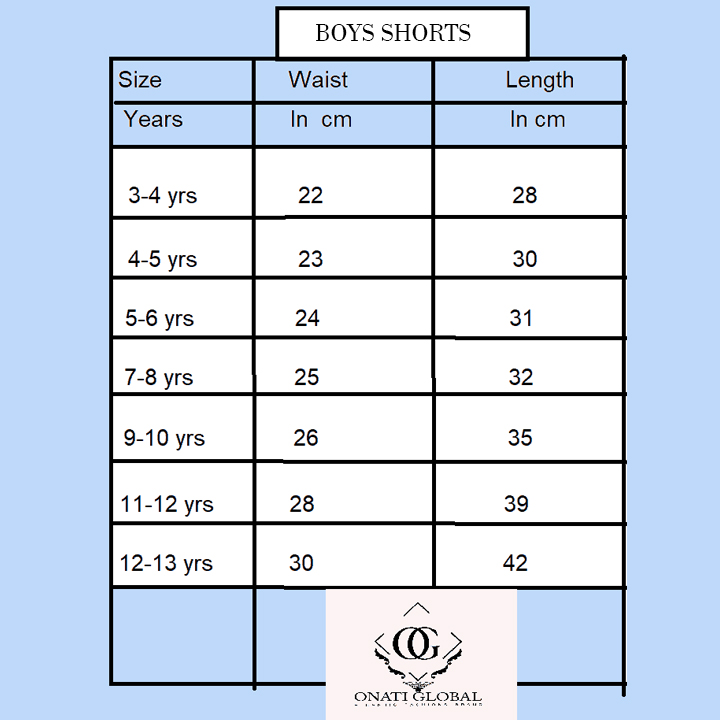 BOYS SHORTS
Size Waist Length
Years In cm In cm
3-4 yrs 22 28
4-5 yrs 23 30
5-6 yrs 24 31
7-8 yrs 25 32
9-10 yrs 26 35
11-12 yrs 28 39
12-13 yrs 30 42
OG
ONATI GLOBAL